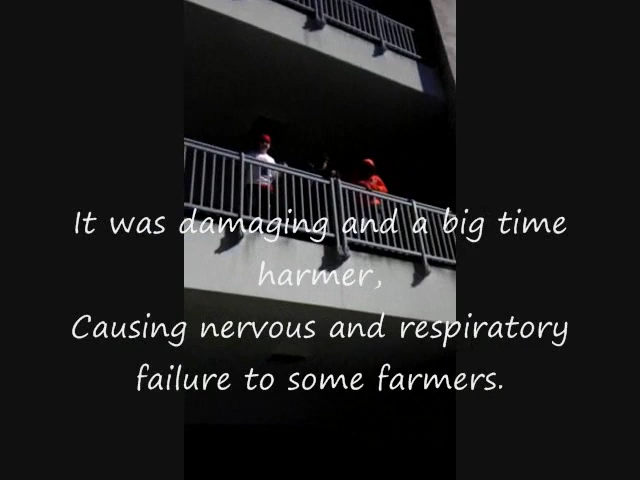 It was damaging and a big time
harmer,
Causing nervous and respiratory
failure to some farmers.